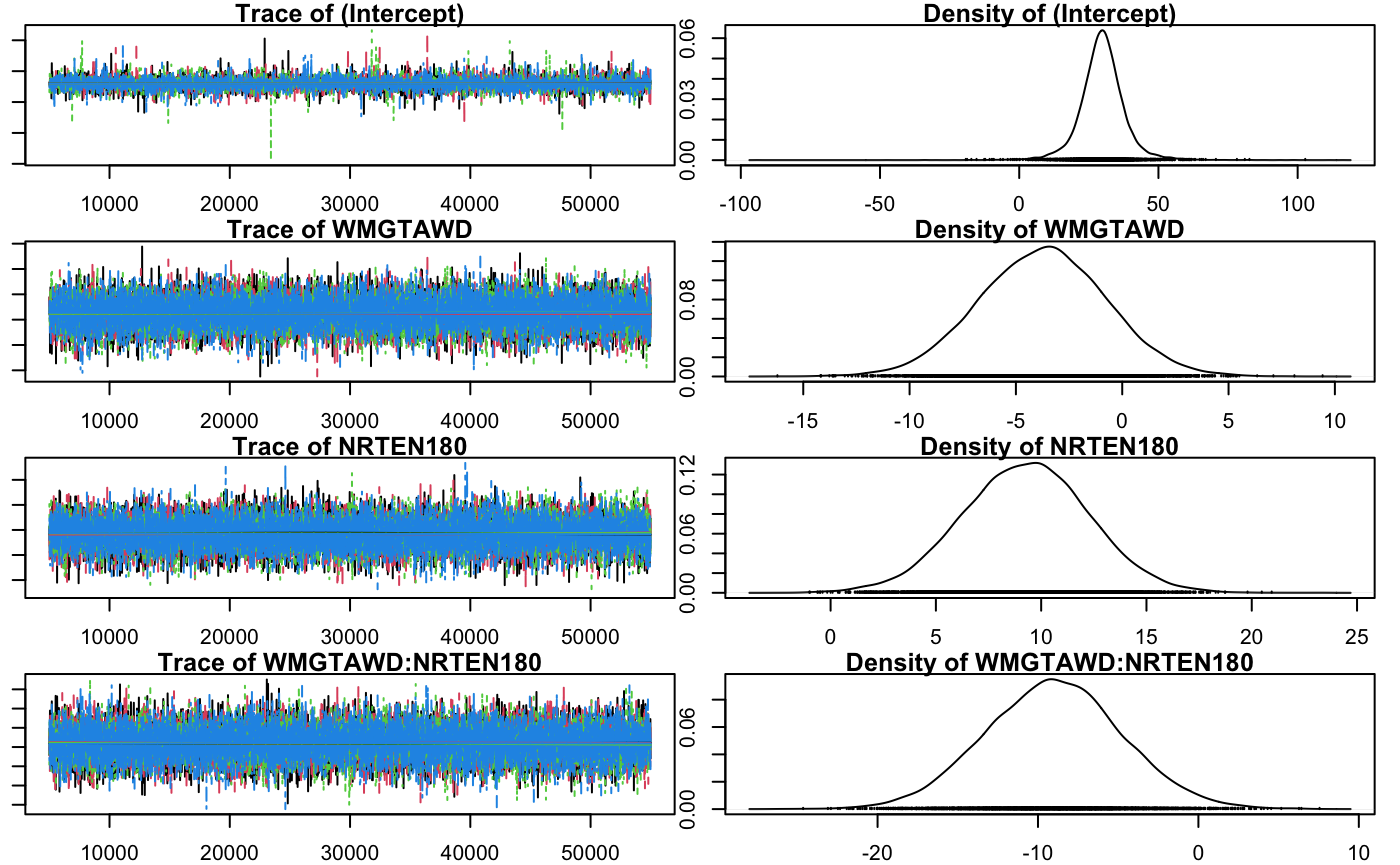 Trace of (Intercept)
10000 20000 30000 40000 50000
Density of (Intercept)
0.00 0.03 0.06
-100 -50 0 50 100
Trace of WMGTAWD
10000 20000 30000 40000 50000
Density of WMGTAWD
0.00 0.08
-15 -10 -5 0 5 10
Trace of NRTEN180
10000 20000 30000 40000 50000
Density of NRTEN180
0.00 0.06 0.12
0 5 10 15 20 25
Trace of WMGTAWD:NRTEN180
10000 20000 30000 40000 50000
Density of WMGTAWD:NRTEN180
0.00 0.06
-20 -10 0 10